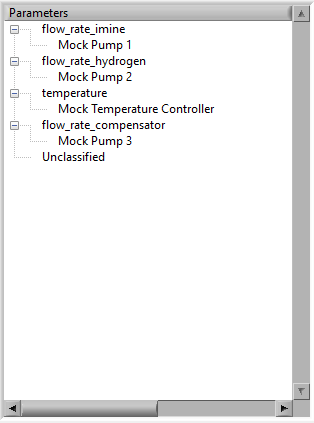 Parameters
flow_rate_imine
Mock Pump 1
flow_rate_hydrogen
Mock Pump 2
temperature
Mock Temperature Controller
flow_rate_compensator
Mock Pump 3
Unclassified